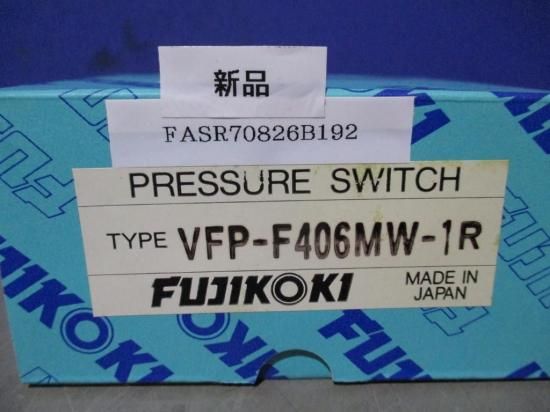 新品
FASR70826B192
PRESSURE SWITCH
TYPE VFP-F406MW-1R
FUJIKOKI MADE IN
JAPAN